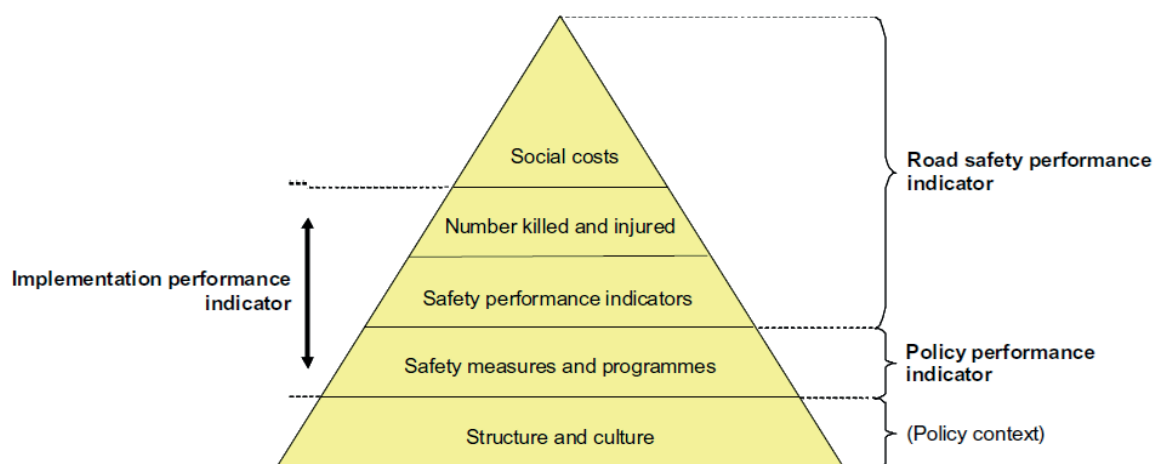 Social costs
Number killed and injured
Safety performance indicators
Safety measures and programmes
Structure and culture
Implementation performance
indicator
Road safety performance
indicator
Policy performance
indicator
(Policy context)